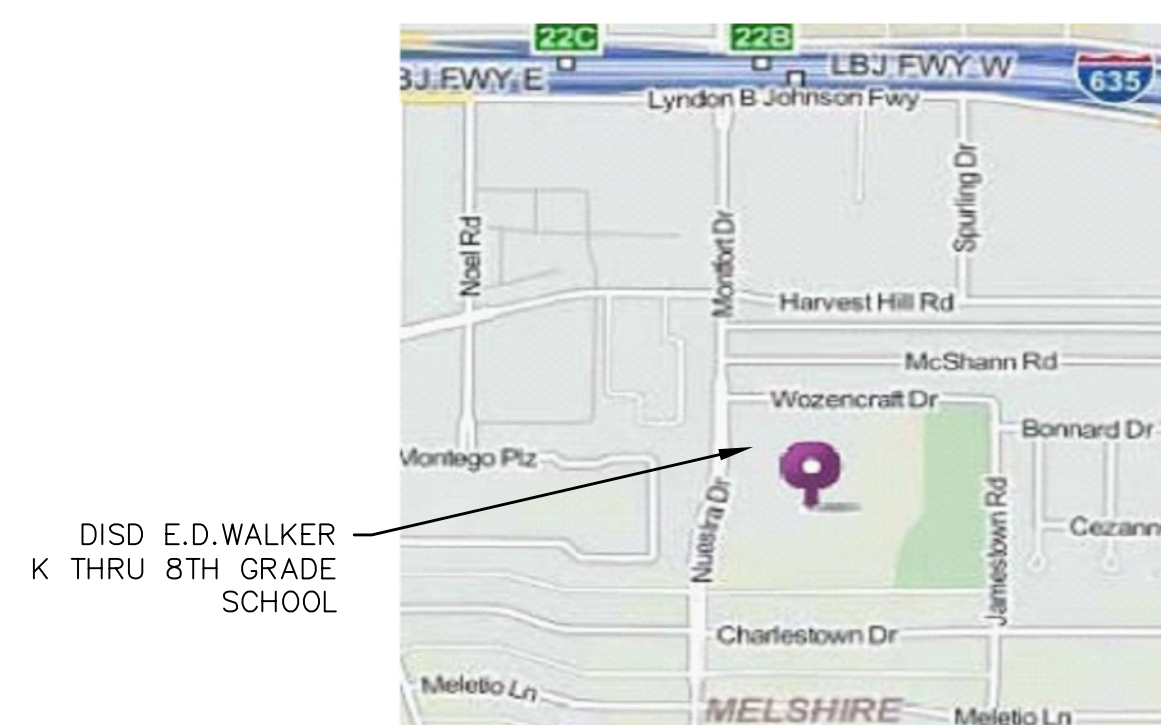 22C
22B
BJ FWY E
LBJ FWY W
635
Lyndon B Johnson Fwy
Noel Rd
Montfort Dr
Spurling Dr
Harvest Hill Rd
McShann Rd
Wozencraft Dr
Bonnard Dr
Montego Plz
Nuestra Dr
Jamestown Rd
Cezann
DISD E.D.WALKER
K THRU 8TH GRADE
SCHOOL
Charlestown Dr
Meletio Ln
MELSHIRE
Meletio Ln